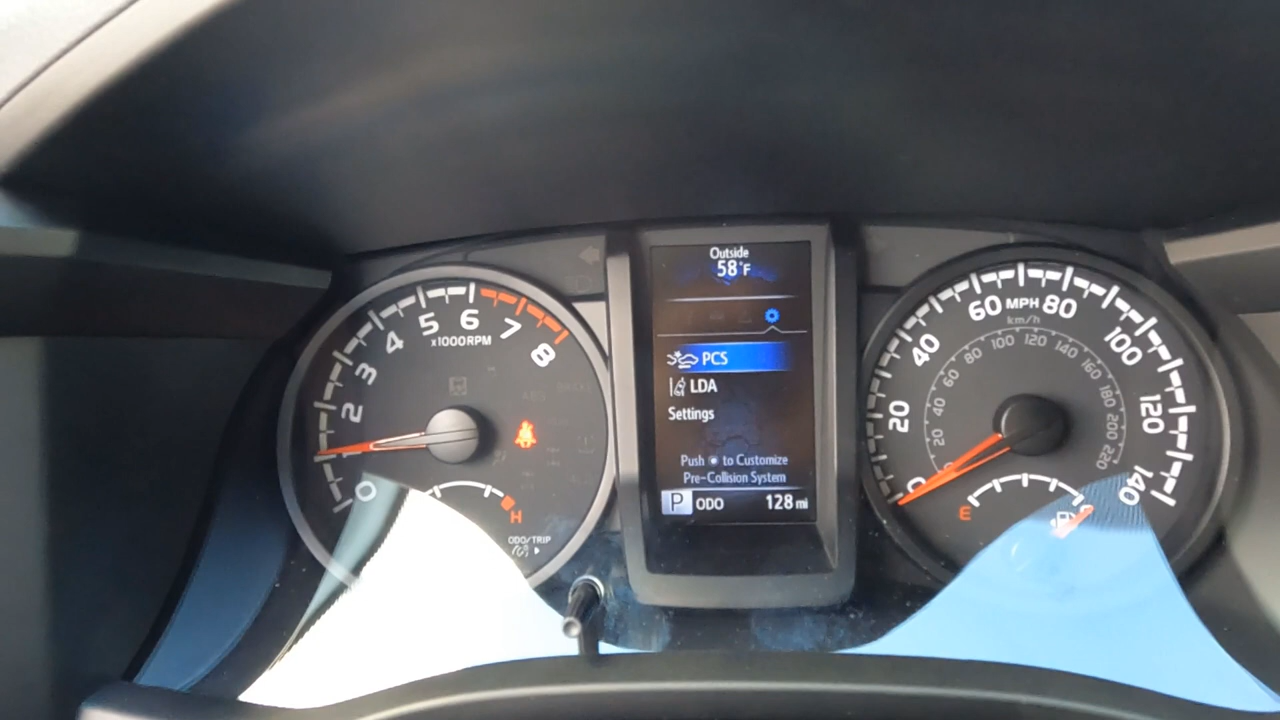 Outside
58°F
PCS
LDA
Settings
Push to Customize
Pre-Collision System
P ODO 128 mi
0
2
3
4
5
6
7
8
x1000RPM
H
ODO/TRIP
0
20
40
60
MPH
80
100
120
140
km/h
0
20
40
60
80
100
120
140
160
180
200
220
E